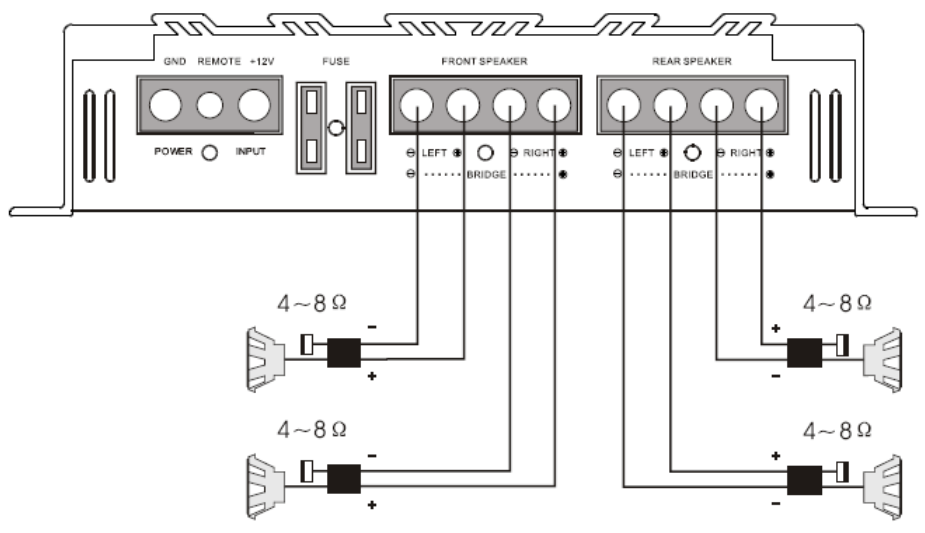 GND REMOTE +12V FUSE FRONT SPEAKER REAR SPEAKER
POWER INPUT ⊖ LEFT ⊕ ⊖ RIGHT ⊕ ⊖ LEFT ⊕ ⊖ RIGHT ⊕
⊖ ······ BRIDGE ······ ⊕ ⊖ ······ BRIDGE ······ ⊕
4~8 Ω 4~8 Ω
- +
+ -
4~8 Ω 4~8 Ω
- +
+ -